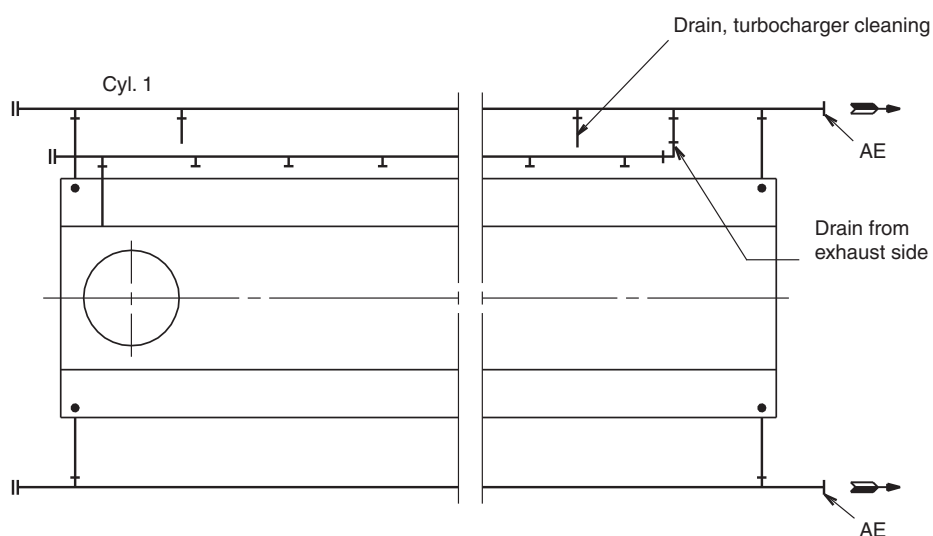 Drain, turbocharger cleaning
Cyl. 1
AE
Drain from
exhaust side
AE